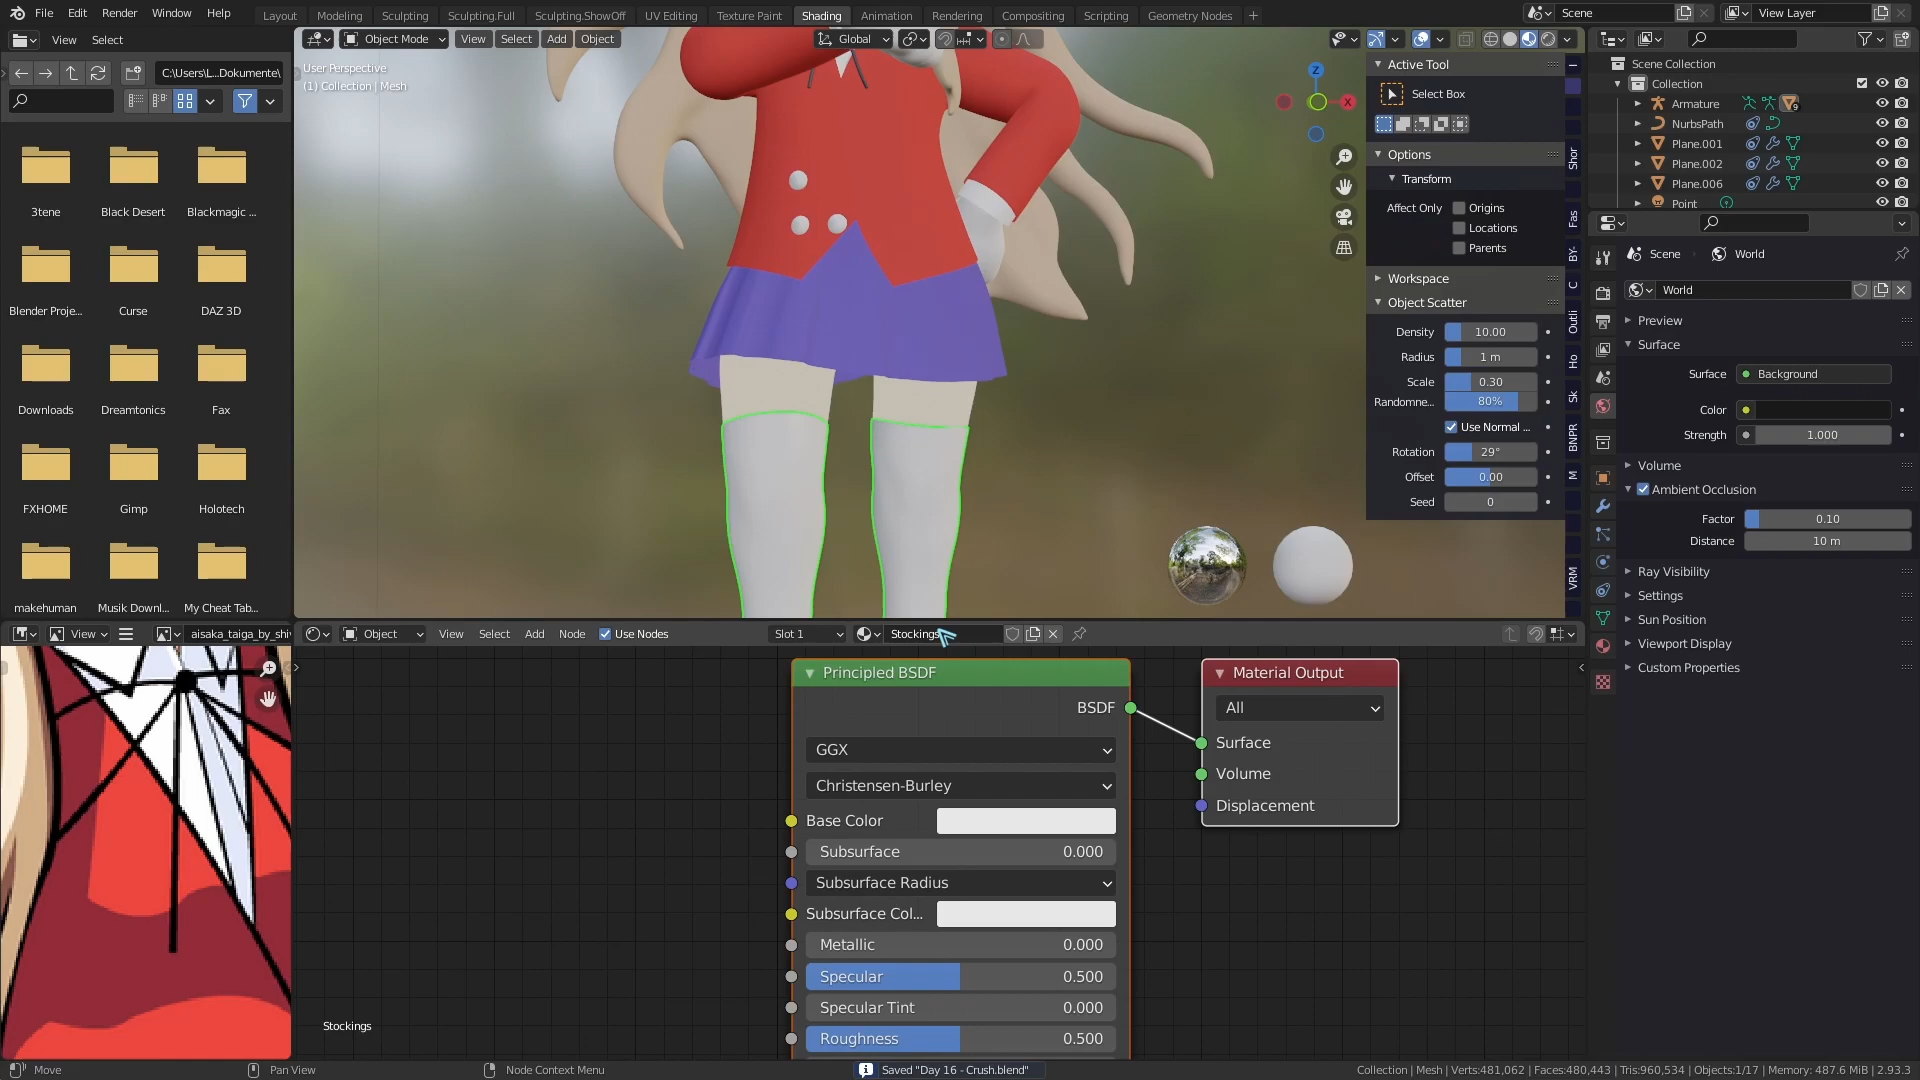 File Edit Render Window Help
Layout Modeling Sculpting Sculpting.Full Sculpting.ShowOff UV Editing Texture Paint Shading Animation Rendering Compositing Scripting Geometry Nodes +
Scene View Layer
View Select
C:\Users\L...Dokumente\
3tene Black Desert Blackmagic ...
Blender Proje... Curse DAZ 3D
Downloads Dreamtonics Fax
FXHOME Gimp Holotech
makehuman Musik Downl... My Cheat Tab...
Object Mode View Select Add Object Global
User Perspective
(1) Collection | Mesh
Z
X
Active Tool
Select Box
Options
Transform
Affect Only Origins
Locations
Parents
Workspace
Object Scatter
Density 10.00
Radius 1 m
Scale 0.30
Randomne... 80%
Use Normal ...
Rotation 29°
Offset 0.00
Seed 0
Shor
Fas
BY-
C
Outli
Ho
Sk
BNPR
M
VRM
Scene Collection
Collection
Armature 9
NurbsPath
Plane.001
Plane.002
Plane.006
Point
Scene World
World
Preview
Surface
Surface Background
Color
Strength 1.000
Volume
Ambient Occlusion
Factor 0.10
Distance 10 m
Ray Visibility
Settings
Sun Position
Viewport Display
Custom Properties
View aisaka_taiga_by_shi
Object View Select Add Node Use Nodes Slot 1 Stockings
Principled BSDF
BSDF
GGX
Christensen-Burley
Base Color
Subsurface 0.000
Subsurface Radius
Subsurface Col...
Metallic 0.000
Specular 0.500
Specular Tint 0.000
Roughness 0.500
Material Output
All
Surface
Volume
Displacement
Stockings
Move Pan View Node Context Menu Saved "Day 16 - Crush.blend" Collection | Mesh | Verts:481,062 | Faces:480,443 | Tris:960,534 | Objects:1/17 | Memory: 487.6 MiB | 2.93.3